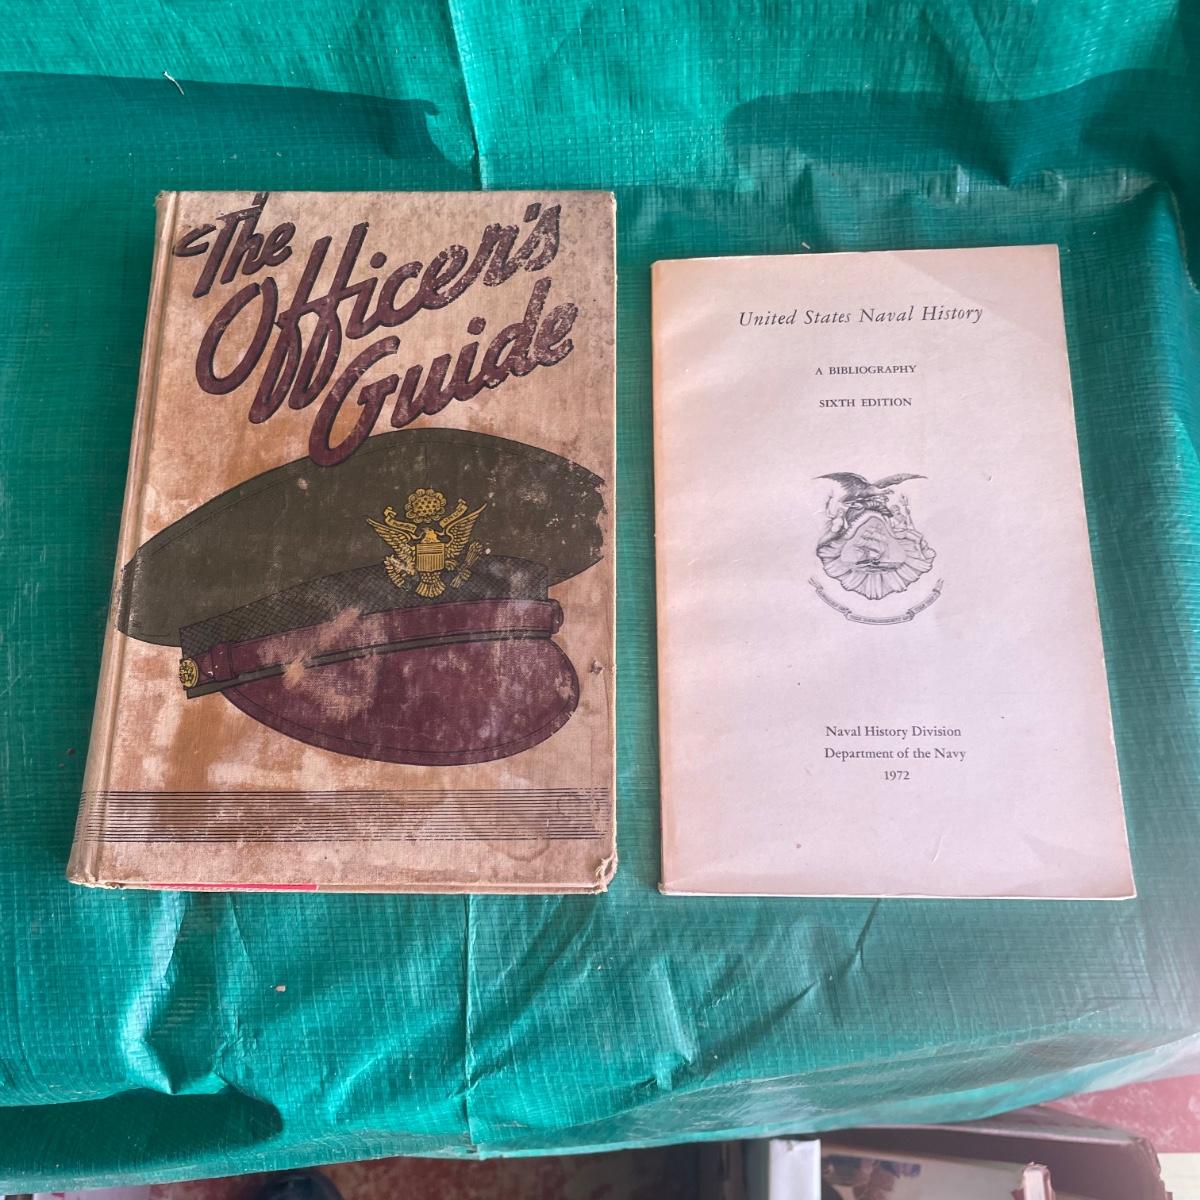 The
Officer's
Guide
United States Naval History
A BIBLIOGRAPHY
SIXTH EDITION
Naval History Division
Department of the Navy
1972